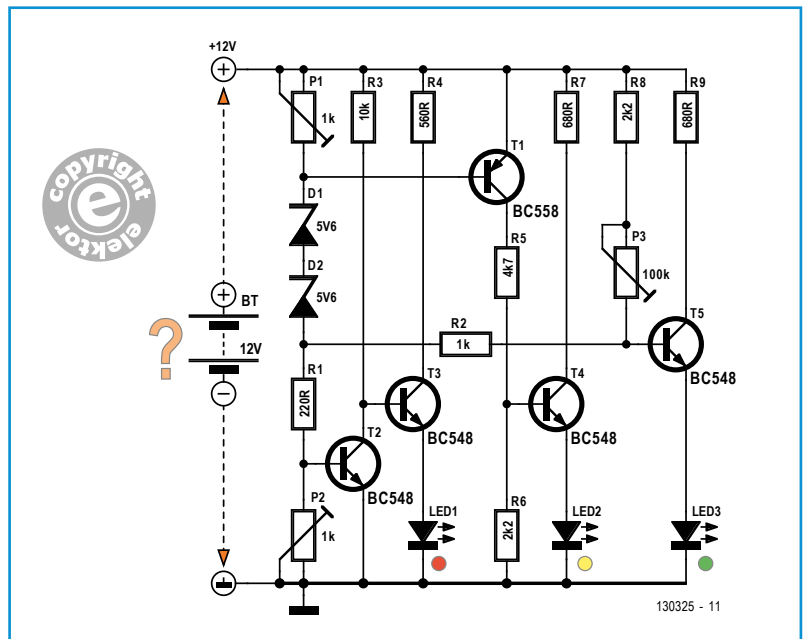 +12V
P1
1k
R3
10k
R4
560R
R7
680R
R8
2k2
R9
680R
T1
BC558
copyright
e
elektor
D1
5V6
D2
5V6
R5
4k7
P3
100k
BT
?
12V
R2
1k
T5
BC548
R1
220R
T3
BC548
T4
BC548
T2
BC548
P2
1k
R6
2k2
LED1
LED2
LED3
130325 - 11